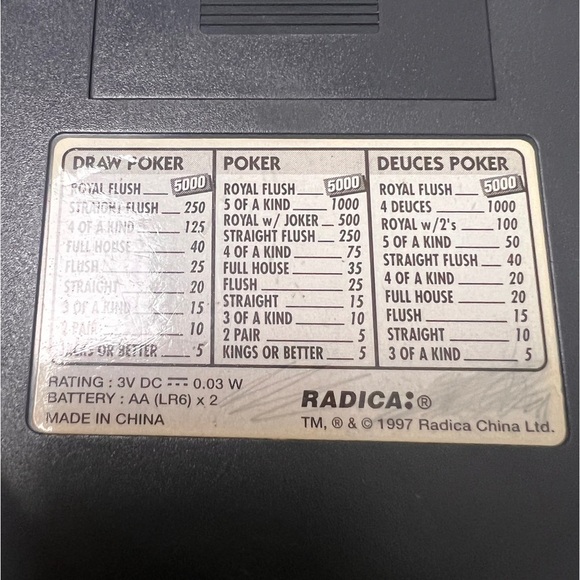 DRAW POKER
ROYAL FLUSH 5000
STRAIGHT FLUSH 250
4 OF A KIND 125
FULL HOUSE 40
FLUSH 25
STRAIGHT 20
3 OF A KIND 15
2 PAIR 10
JACKS OR BETTER 5
POKER
ROYAL FLUSH 5000
5 OF A KIND 1000
ROYAL w/ JOKER 500
STRAIGHT FLUSH 250
4 OF A KIND 75
FULL HOUSE 35
FLUSH 25
STRAIGHT 15
3 OF A KIND 10
2 PAIR 5
KINGS OR BETTER 5
DEUCES POKER
ROYAL FLUSH 5000
4 DEUCES 1000
ROYAL w/2's 100
5 OF A KIND 50
STRAIGHT FLUSH 40
4 OF A KIND 20
FULL HOUSE 20
FLUSH 15
STRAIGHT 10
3 OF A KIND 5
RATING : 3V DC ⎓ 0.03 W
BATTERY : AA (LR6) x 2
MADE IN CHINA
RADICA:®
TM, ® & © 1997 Radica China Ltd.